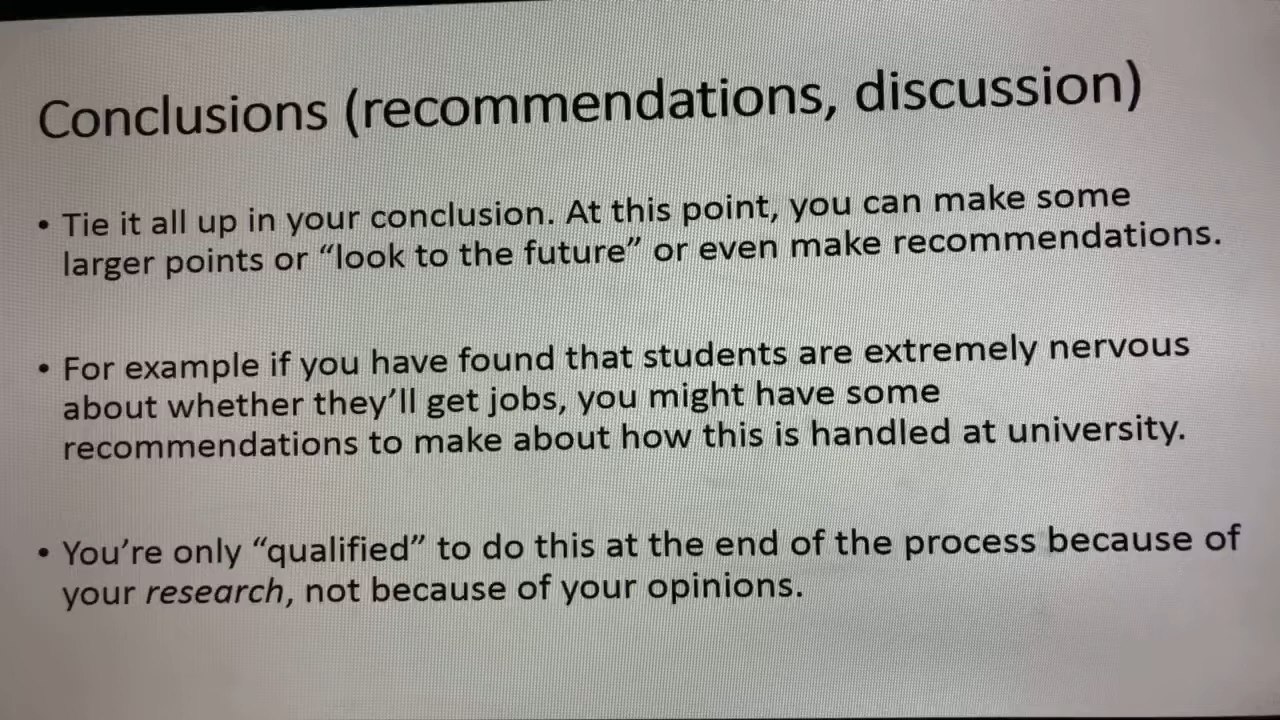 Conclusions (recommendations, discussion)
• Tie it all up in your conclusion. At this point, you can make some
larger points or “look to the future” or even make recommendations.
• For example if you have found that students are extremely nervous
about whether they’ll get jobs, you might have some
recommendations to make about how this is handled at university.
• You’re only “qualified” to do this at the end of the process because of
your research, not because of your opinions.